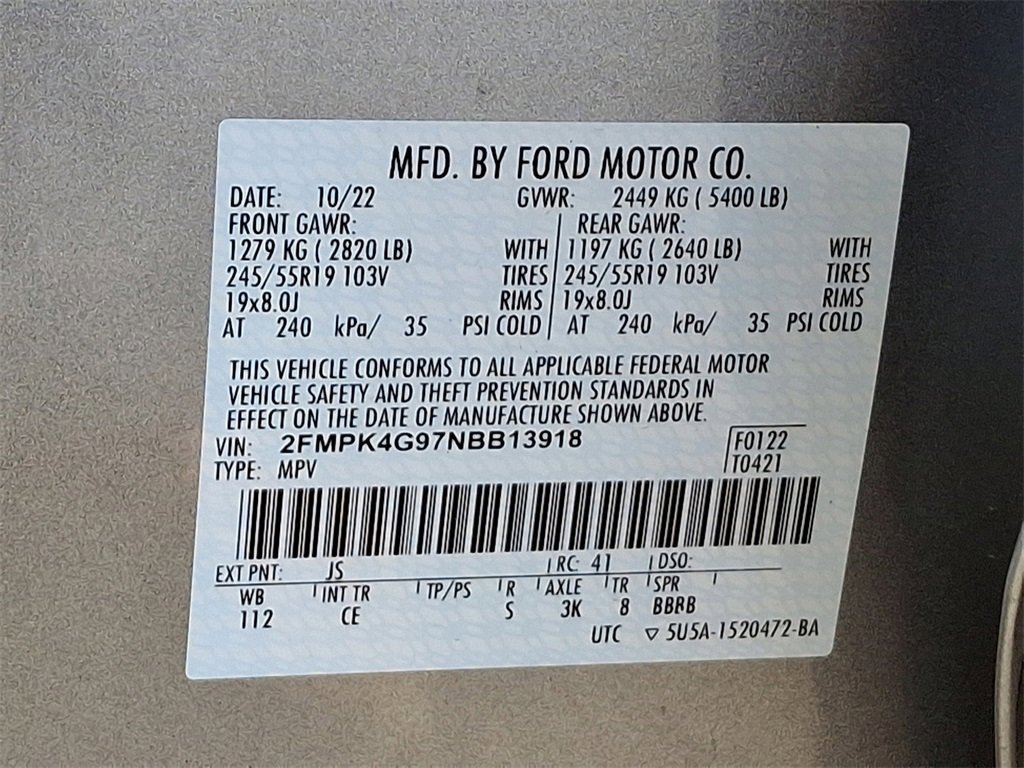 MFD. BY FORD MOTOR CO.
DATE: 10/22 GVWR: 2449 KG ( 5400 LB)
FRONT GAWR: REAR GAWR:
1279 KG ( 2820 LB) WITH 1197 KG ( 2640 LB) WITH
245/55R19 103V TIRES 245/55R19 103V TIRES
19x8.0J RIMS 19x8.0J RIMS
AT 240 kPa/ 35 PSI COLD AT 240 kPa/ 35 PSI COLD
THIS VEHICLE CONFORMS TO ALL APPLICABLE FEDERAL MOTOR
VEHICLE SAFETY AND THEFT PREVENTION STANDARDS IN
EFFECT ON THE DATE OF MANUFACTURE SHOWN ABOVE.
VIN: 2FMPK4G97NBB13918 F0122
TYPE: MPV T0421
EXT PNT: JS RC: 41 DSO:
WB INT TR TP/PS R AXLE TR SPR
112 CE S 3K 8 BBRB
UTC ▽ 5U5A-1520472-BA